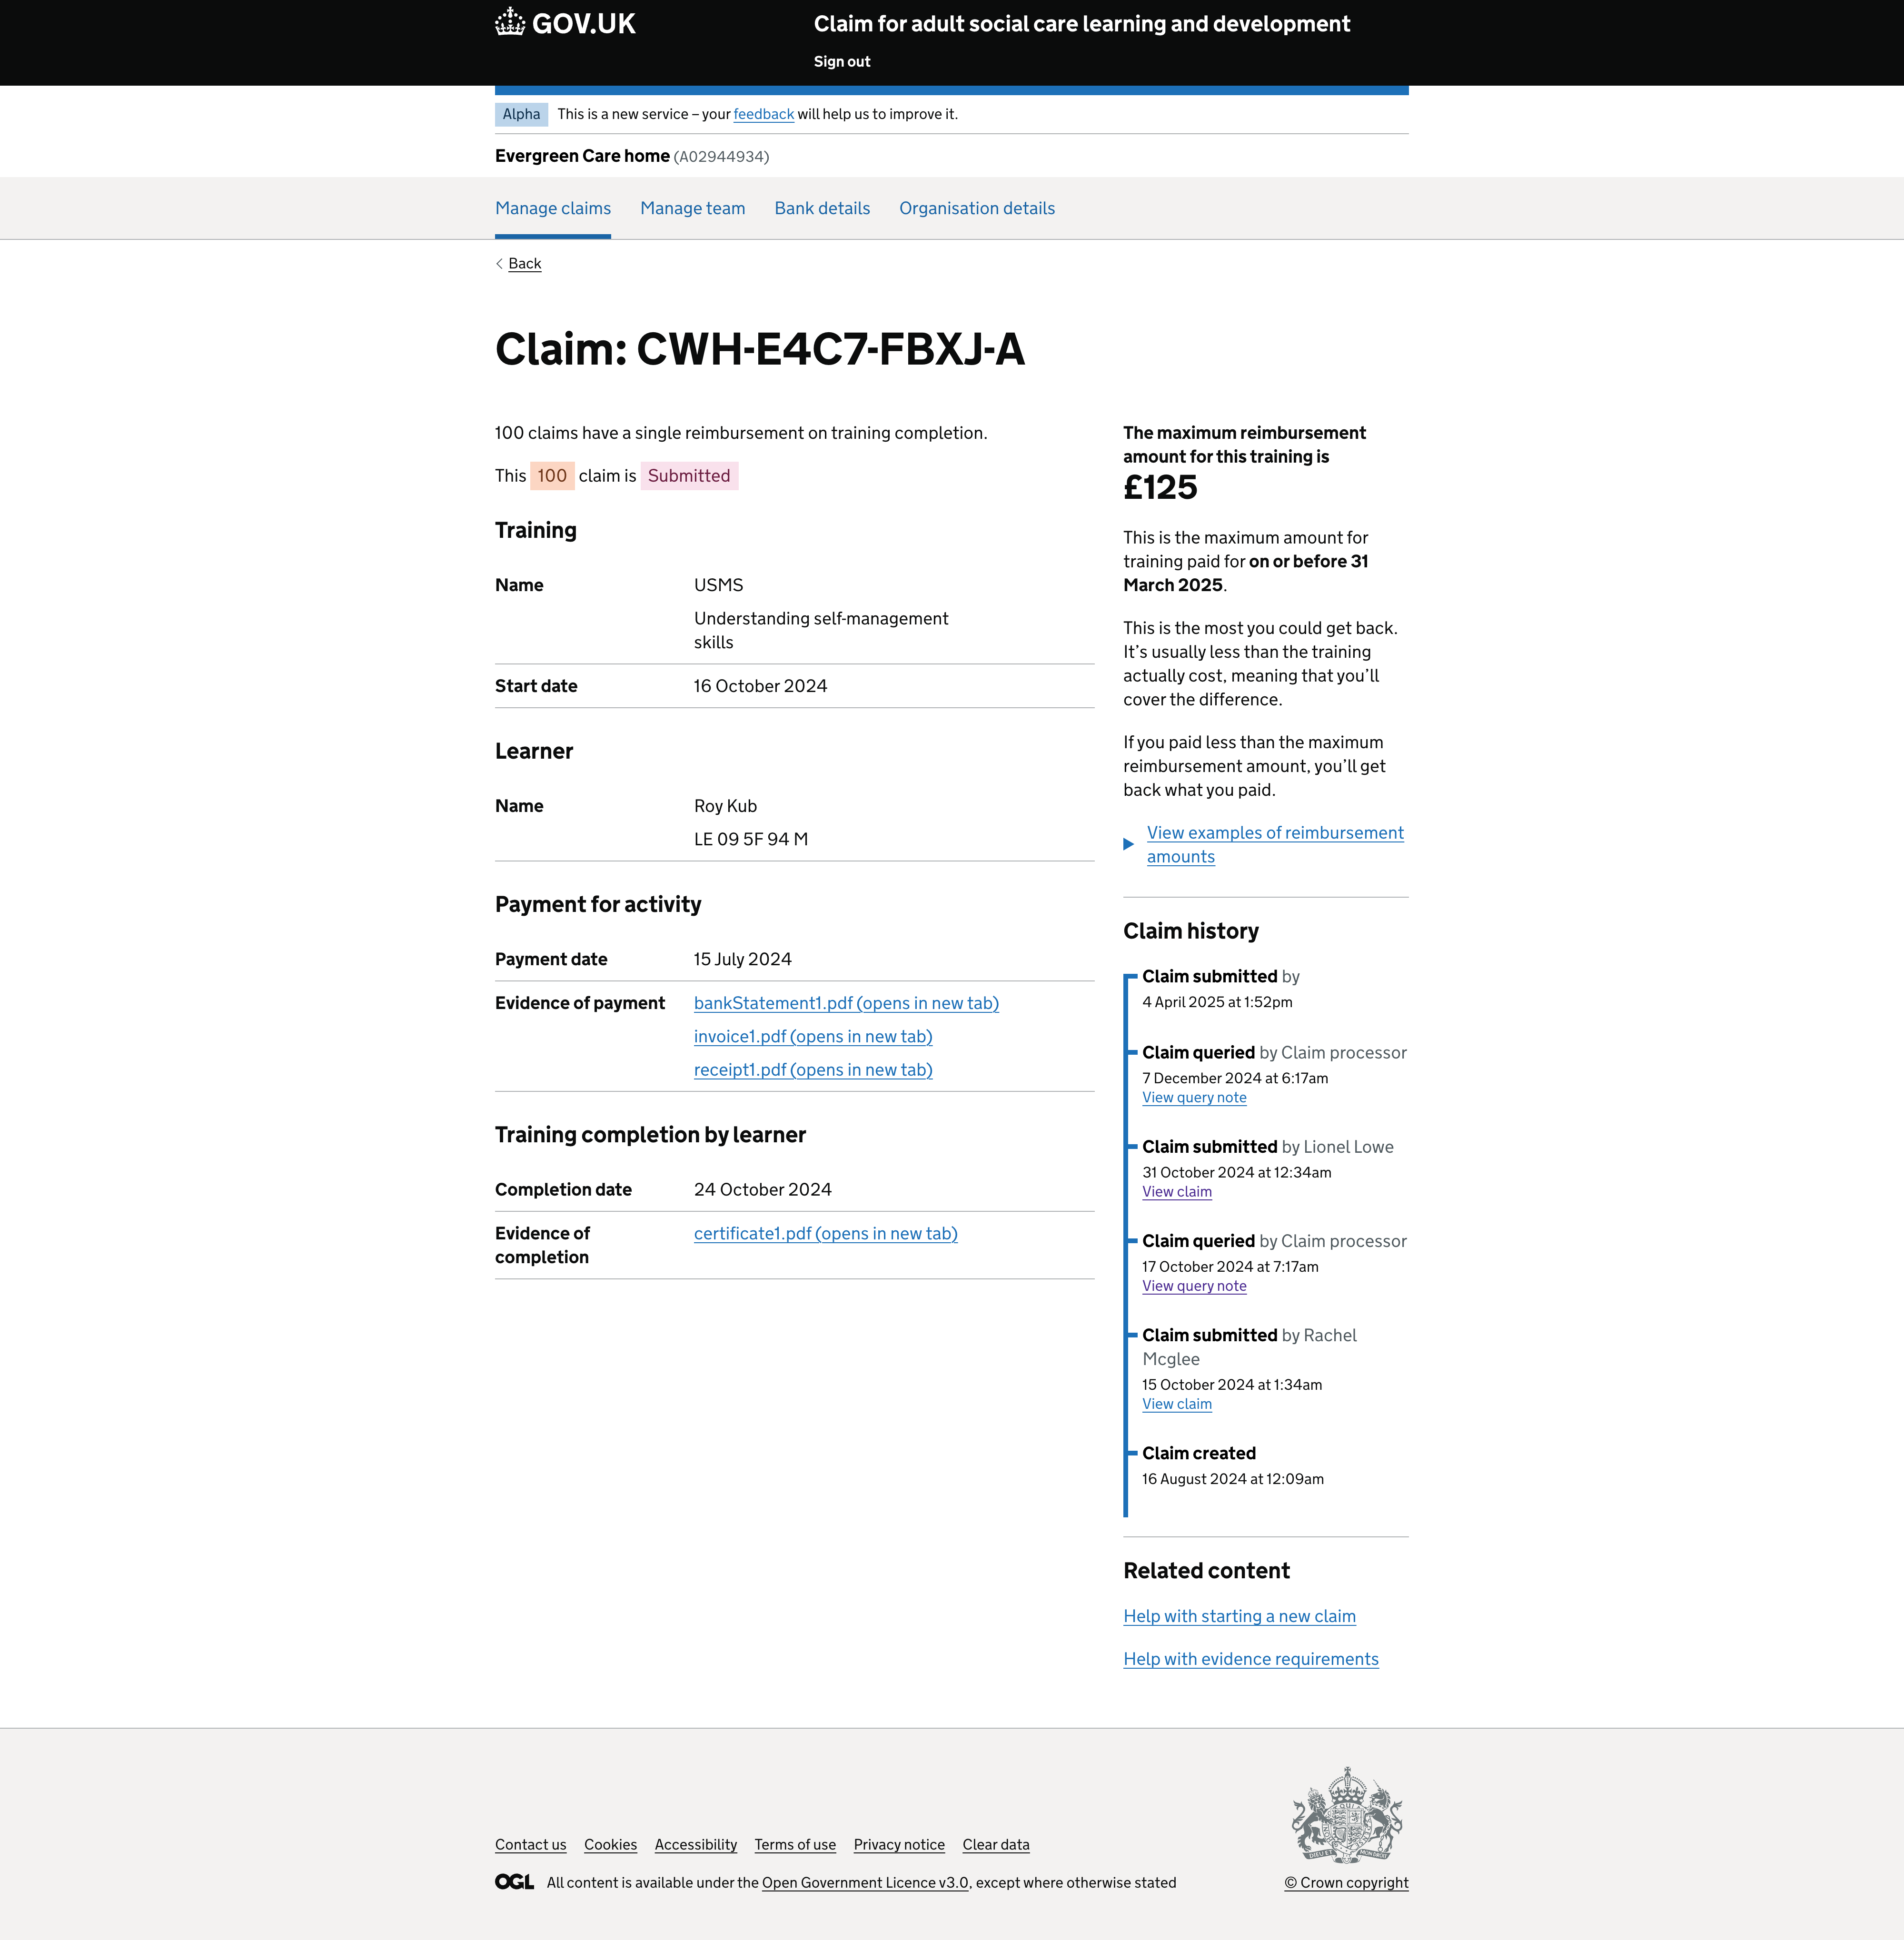 GOV.UK
Claim for adult social care learning and development
Sign out
Alpha This is a new service – your feedback will help us to improve it.
Evergreen Care home (A02944934)
Manage claims Manage team Bank details Organisation details
Back
Claim: CWH-E4C7-FBXJ-A
100 claims have a single reimbursement on training completion.
This 100 claim is Submitted
Training
Name USMS
Understanding self-management
skills
Start date 16 October 2024
Learner
Name Roy Kub
LE 09 5F 94 M
Payment for activity
Payment date 15 July 2024
Evidence of payment bankStatement1.pdf (opens in new tab)
invoice1.pdf (opens in new tab)
receipt1.pdf (opens in new tab)
Training completion by learner
Completion date 24 October 2024
Evidence of certificate1.pdf (opens in new tab)
completion
The maximum reimbursement
amount for this training is
£125
This is the maximum amount for
training paid for on or before 31
March 2025.
This is the most you could get back.
It’s usually less than the training
actually cost, meaning that you’ll
cover the difference.
If you paid less than the maximum
reimbursement amount, you’ll get
back what you paid.
View examples of reimbursement
amounts
Claim history
Claim submitted by
4 April 2025 at 1:52pm
Claim queried by Claim processor
7 December 2024 at 6:17am
View query note
Claim submitted by Lionel Lowe
31 October 2024 at 12:34am
View claim
Claim queried by Claim processor
17 October 2024 at 7:17am
View query note
Claim submitted by Rachel
Mcglee
15 October 2024 at 1:34am
View claim
Claim created
16 August 2024 at 12:09am
Related content
Help with starting a new claim
Help with evidence requirements
Contact us Cookies Accessibility Terms of use Privacy notice Clear data
OGL All content is available under the Open Government Licence v3.0, except where otherwise stated
DIEU ET MON DROIT
© Crown copyright